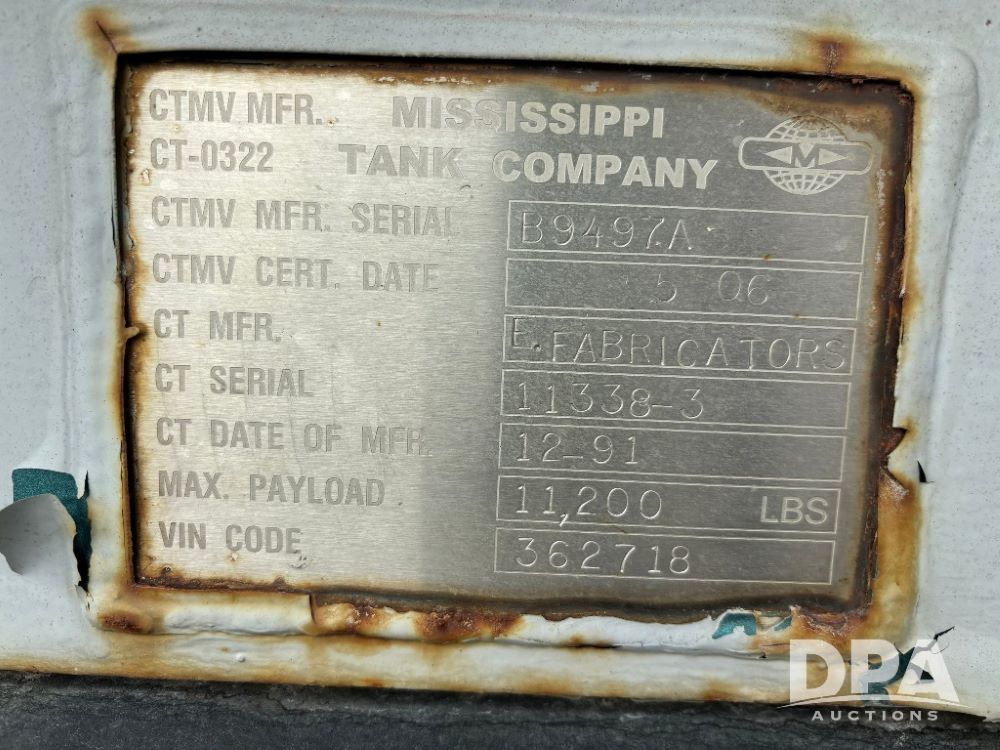 CTMV MFR. MISSISSIPPI
CT-0322 TANK COMPANY
M
CTMV MFR. SERIAL B9497A
CTMV CERT. DATE 5 06
CT MFR. E. FABRICATORS
CT SERIAL 11338-3
CT DATE OF MFR. 12-91
MAX. PAYLOAD 11,200 LBS
VIN CODE 362718
DPA
AUCTIONS